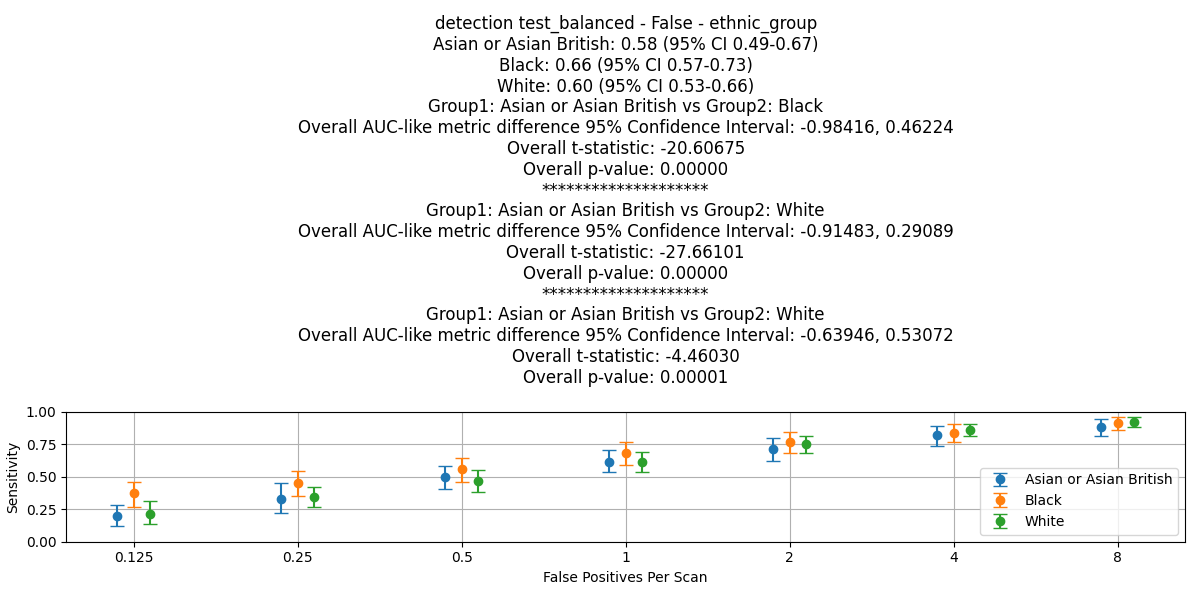 detection test_balanced - False - ethnic_group
Asian or Asian British: 0.58 (95% CI 0.49-0.67)
Black: 0.66 (95% CI 0.57-0.73)
White: 0.60 (95% CI 0.53-0.66)
Group1: Asian or Asian British vs Group2: Black
Overall AUC-like metric difference 95% Confidence Interval: -0.98416, 0.46224
Overall t-statistic: -20.60675
Overall p-value: 0.00000
********************
Group1: Asian or Asian British vs Group2: White
Overall AUC-like metric difference 95% Confidence Interval: -0.91483, 0.29089
Overall t-statistic: -27.66101
Overall p-value: 0.00000
********************
Group1: Asian or Asian British vs Group2: White
Overall AUC-like metric difference 95% Confidence Interval: -0.63946, 0.53072
Overall t-statistic: -4.46030
Overall p-value: 0.00001
Sensitivity
1.00
0.75
0.50
0.25
0.00
Asian or Asian British
Black
White
0.125 0.25 0.5 1 2 4 8
False Positives Per Scan